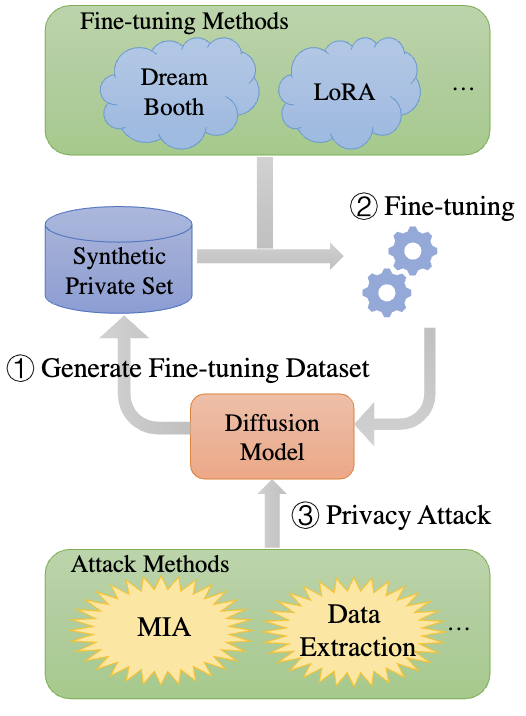 Fine-tuning Methods
Dream
Booth
LoRA
...
② Fine-tuning
Synthetic
Private Set
① Generate Fine-tuning Dataset
Diffusion
Model
③ Privacy Attack
Attack Methods
MIA
Data
Extraction
...